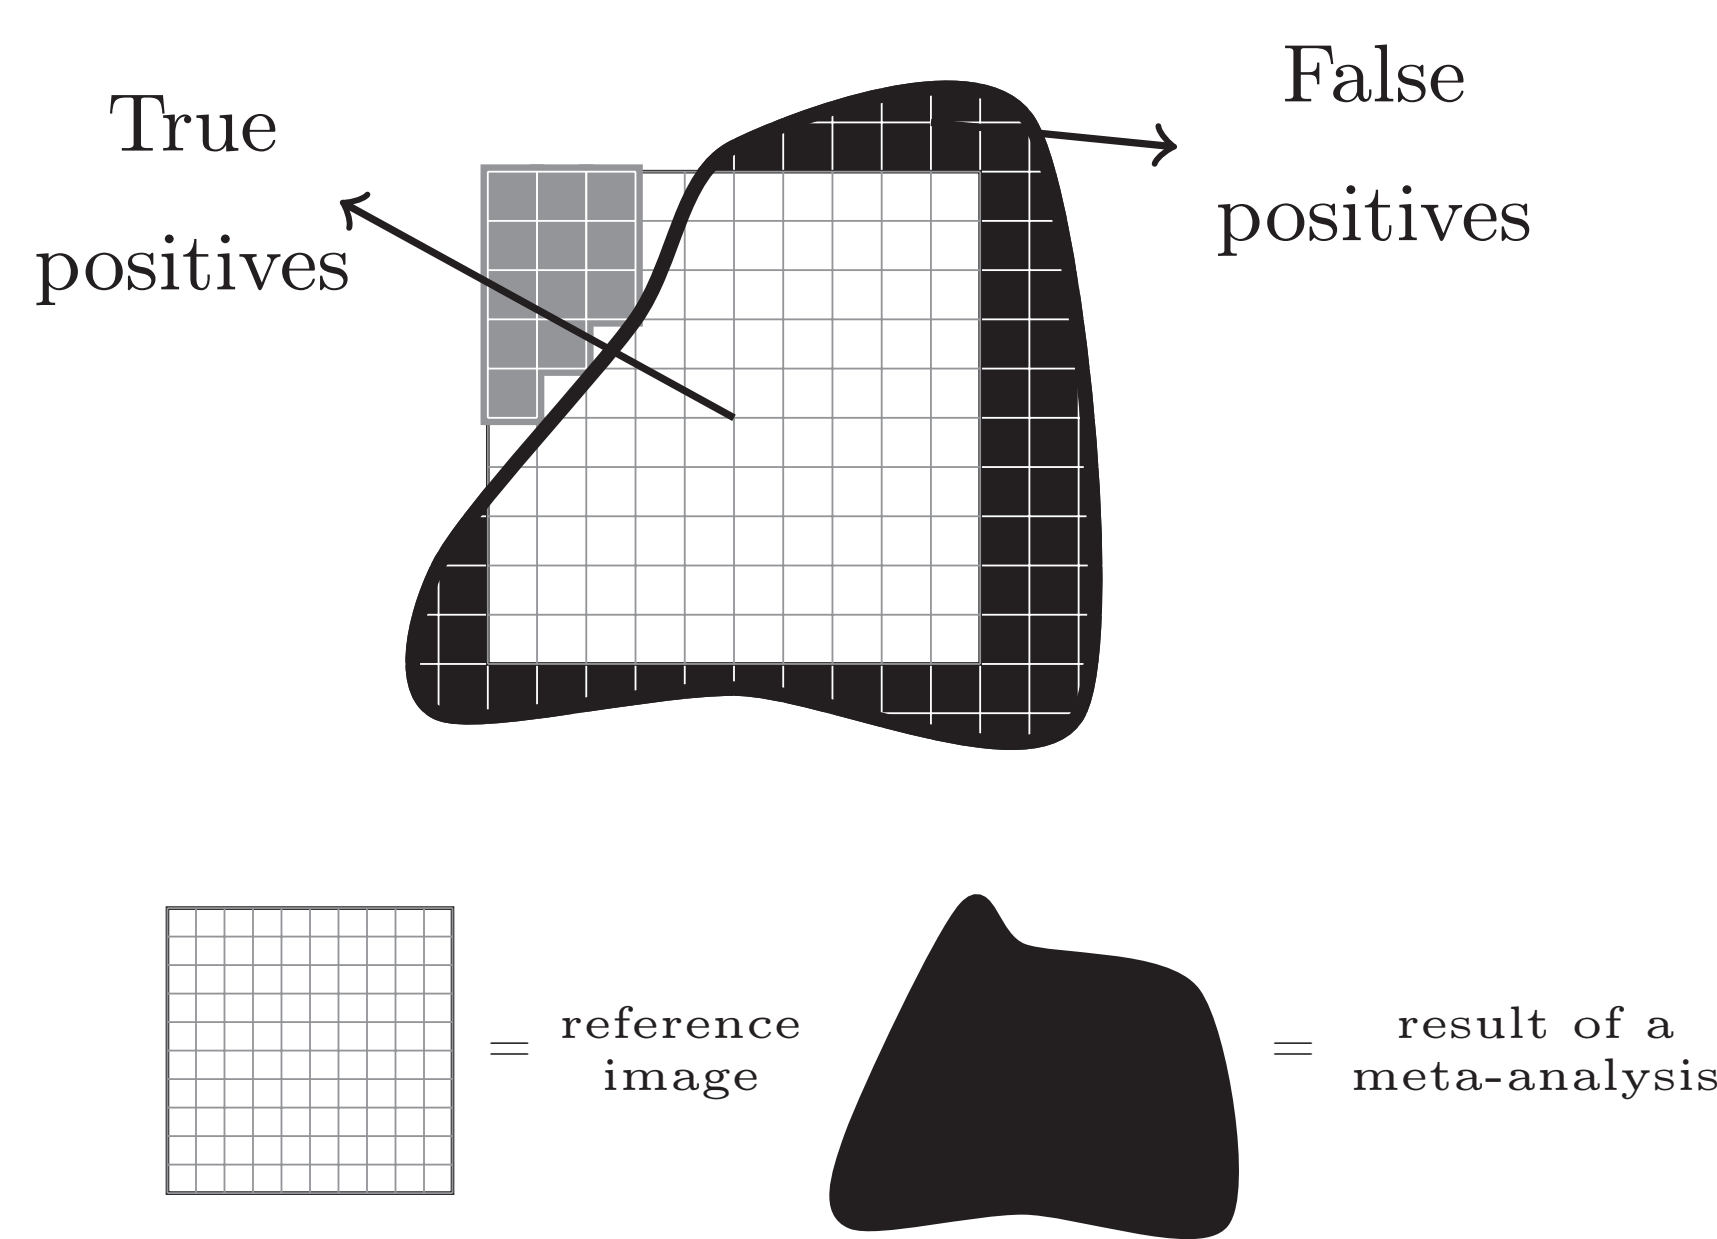 True
positives
False
positives
= reference
image
= result of a
meta-analysis